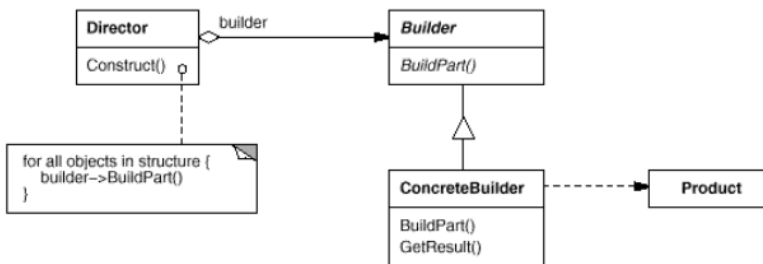 Director
Construct()
builder
Builder
BuildPart()
for all objects in structure {
builder->BuildPart()
}
ConcreteBuilder
BuildPart()
GetResult()
Product